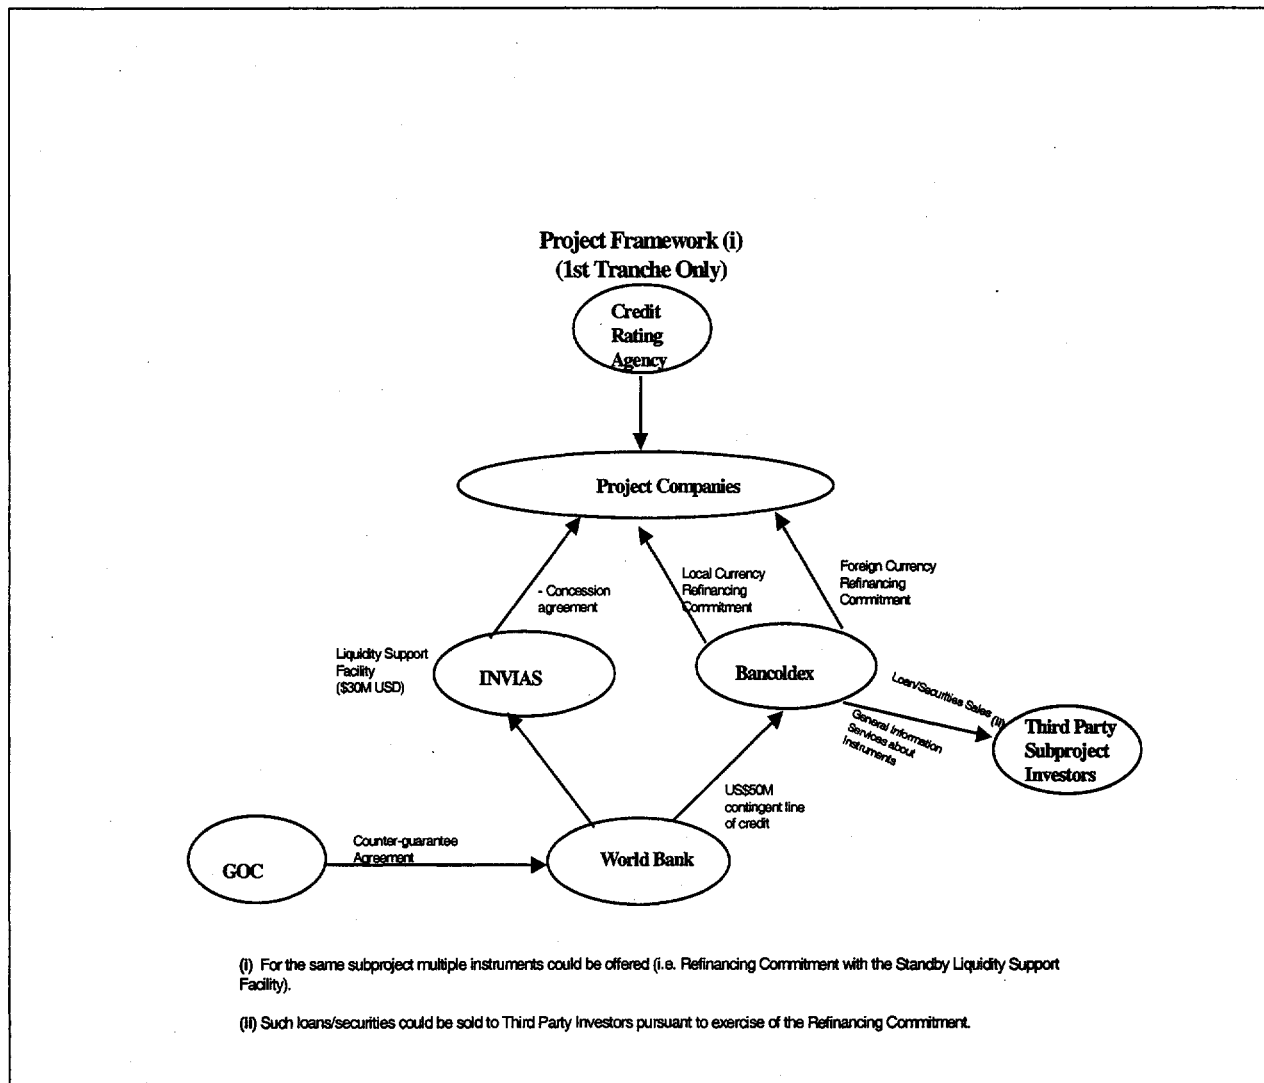 Project Framework (i)
(1st Tranche Only)
Credit
Rating
Agency
Project Companies
- Concession
agreement
Local Currency
Refinancing
Commitment
Foreign Currency
Refinancing
Commitment
Liquidity Support
Facility
($30M USD)
INVIAS
Bancoldex
Loan/Securities Sales (ii)
General Information
Services about
Instruments
Third Party
Subproject
Investors
US$50M
contingent line
of credit
Counter-guarantee
Agreement
GOC
World Bank
(i) For the same subproject multiple instruments could be offered (i.e. Refinancing Commitment with the Standby Liquidity Support
Facility).
(ii) Such loans/securities could be sold to Third Party Investors pursuant to exercise of the Refinancing Commitment.